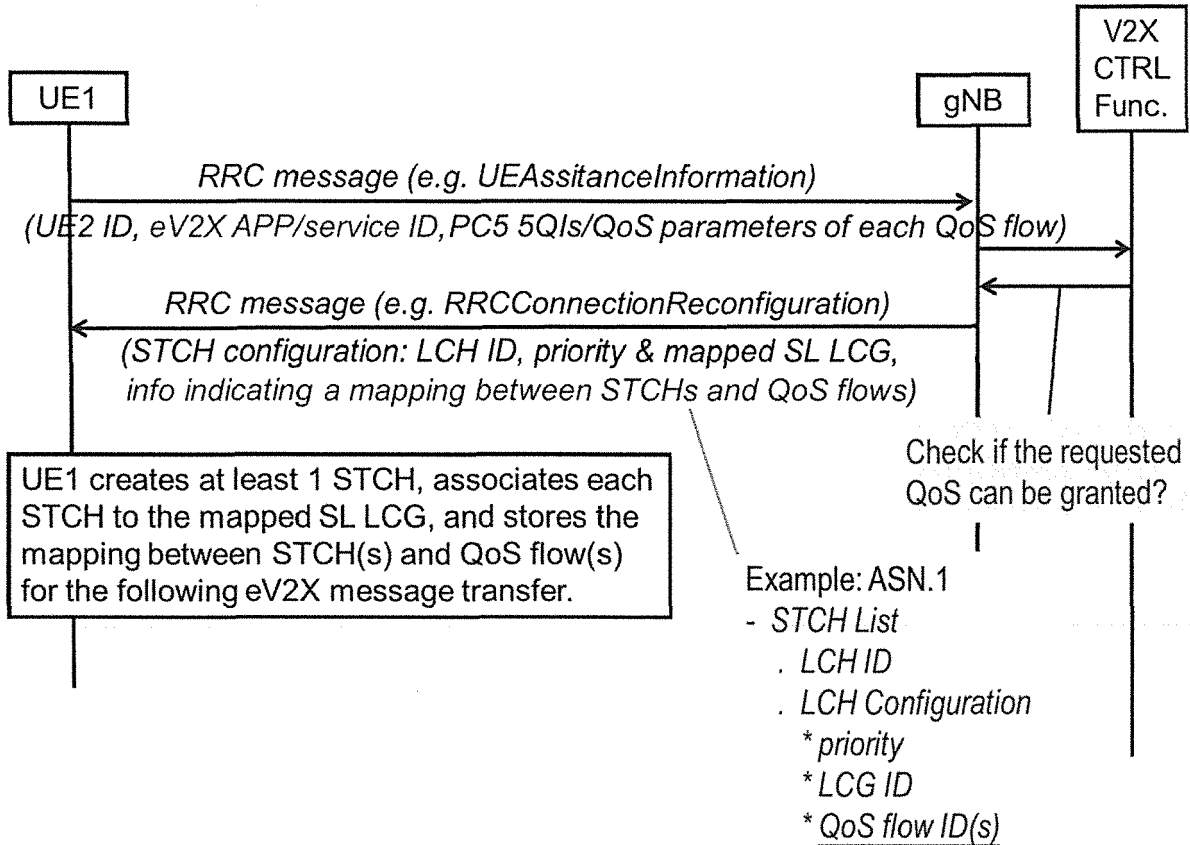 V2X
CTRL
Func.
UE1
gNB
RRC message (e.g. UEAssitanceInformation)
(UE2 ID, eV2X APP/service ID, PC5 5QIs/QoS parameters of each QoS flow)
RRC message (e.g. RRCConnectionReconfiguration)
(STCH configuration: LCH ID, priority & mapped SL LCG,
info indicating a mapping between STCHs and QoS flows)
Check if the requested
QoS can be granted?
UE1 creates at least 1 STCH, associates each
STCH to the mapped SL LCG, and stores the
mapping between STCH(s) and QoS flow(s)
for the following eV2X message transfer.
Example: ASN.1
- STCH List
. LCH ID
. LCH Configuration
* priority
* LCG ID
* QoS flow ID(s)